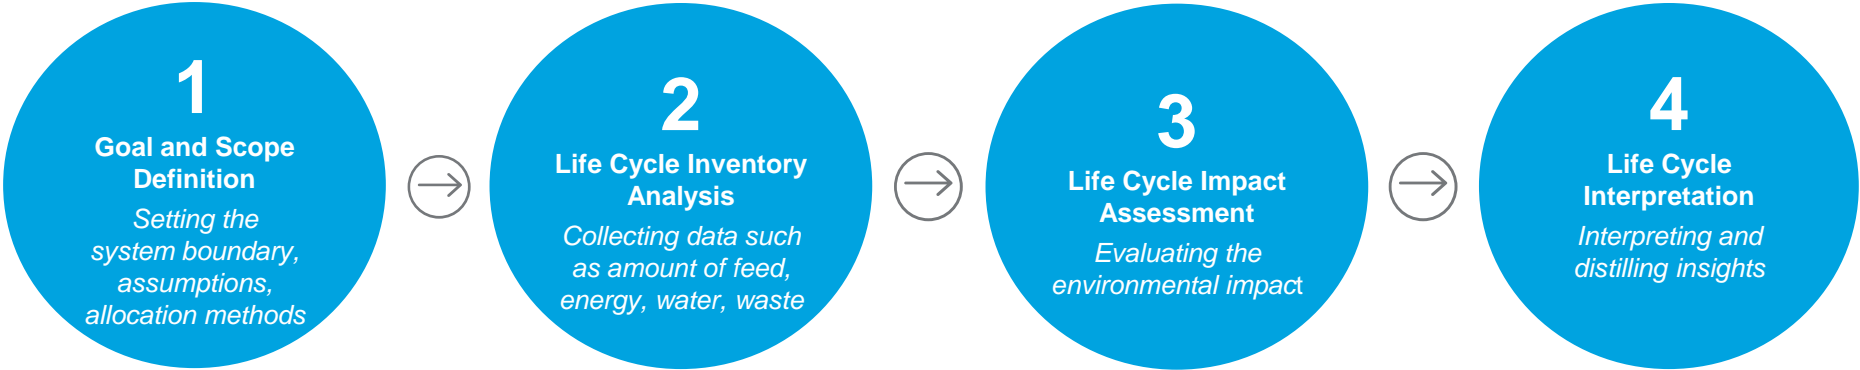 1
Goal and Scope
Definition
Setting the
system boundary,
assumptions,
allocation methods
2
Life Cycle Inventory
Analysis
Collecting data such
as amount of feed,
energy, water, waste
3
Life Cycle Impact
Assessment
Evaluating the
environmental impact
4
Life Cycle
Interpretation
Interpreting and
distilling insights